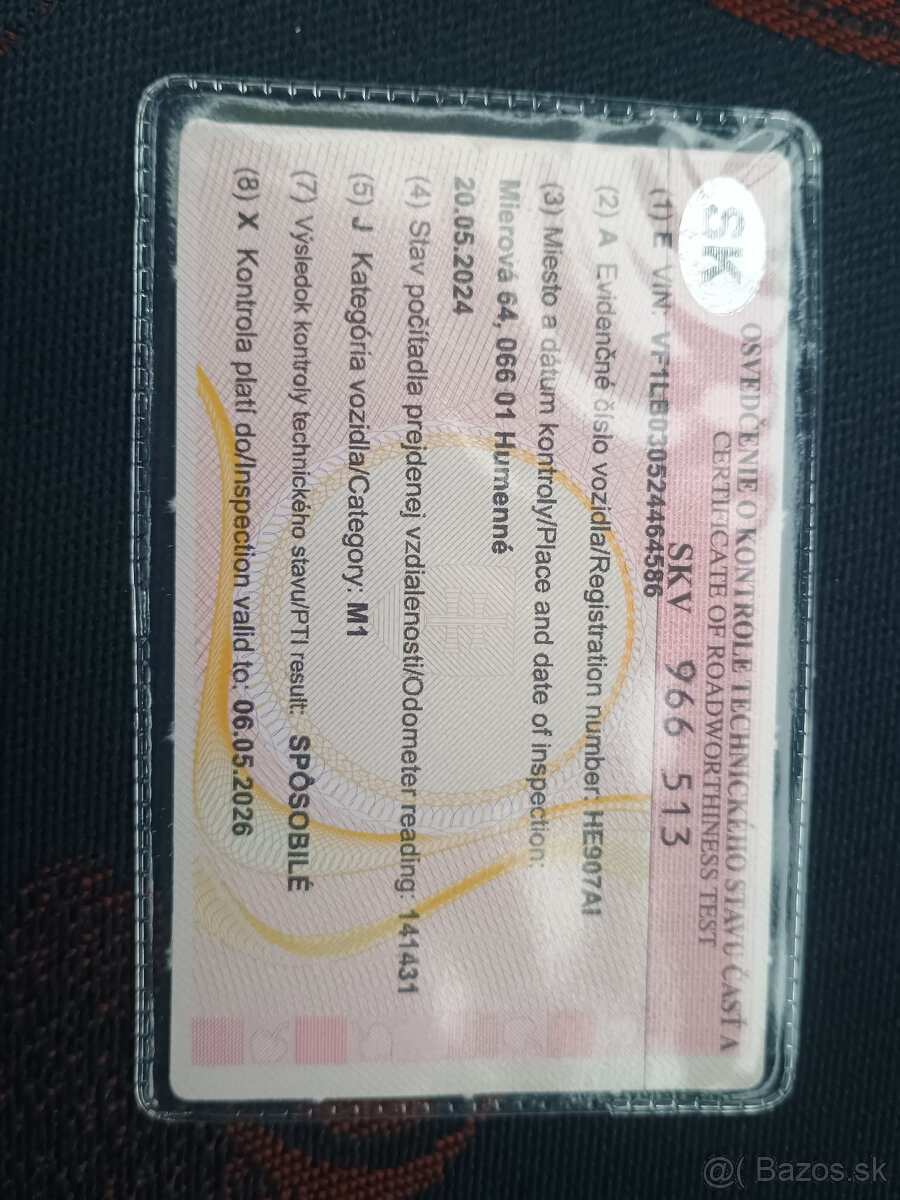 SK
OSVEDČENIE O KONTROLE TECHNICKÉHO STAVU ČASŤ A
CERTIFICATE OF ROADWORTHINESS TEST
SKV 966 513
(1) E VIN: VF1LB030524464586
(2) A Evidenčné číslo vozidla/Registration number: HE907AI
(3) Miesto a dátum kontroly/Place and date of inspection:
Mierová 64, 066 01 Humenné
20.05.2024
(4) Stav počítadla prejdenej vzdialenosti/Odometer reading: 141431
(5) J Kategória vozidla/Category: M1
(7) Výsledok kontroly technického stavu/PTI result: SPÔSOBILÉ
(8) X Kontrola platí do/Inspection valid to: 06.05.2026
@( Bazos.sk